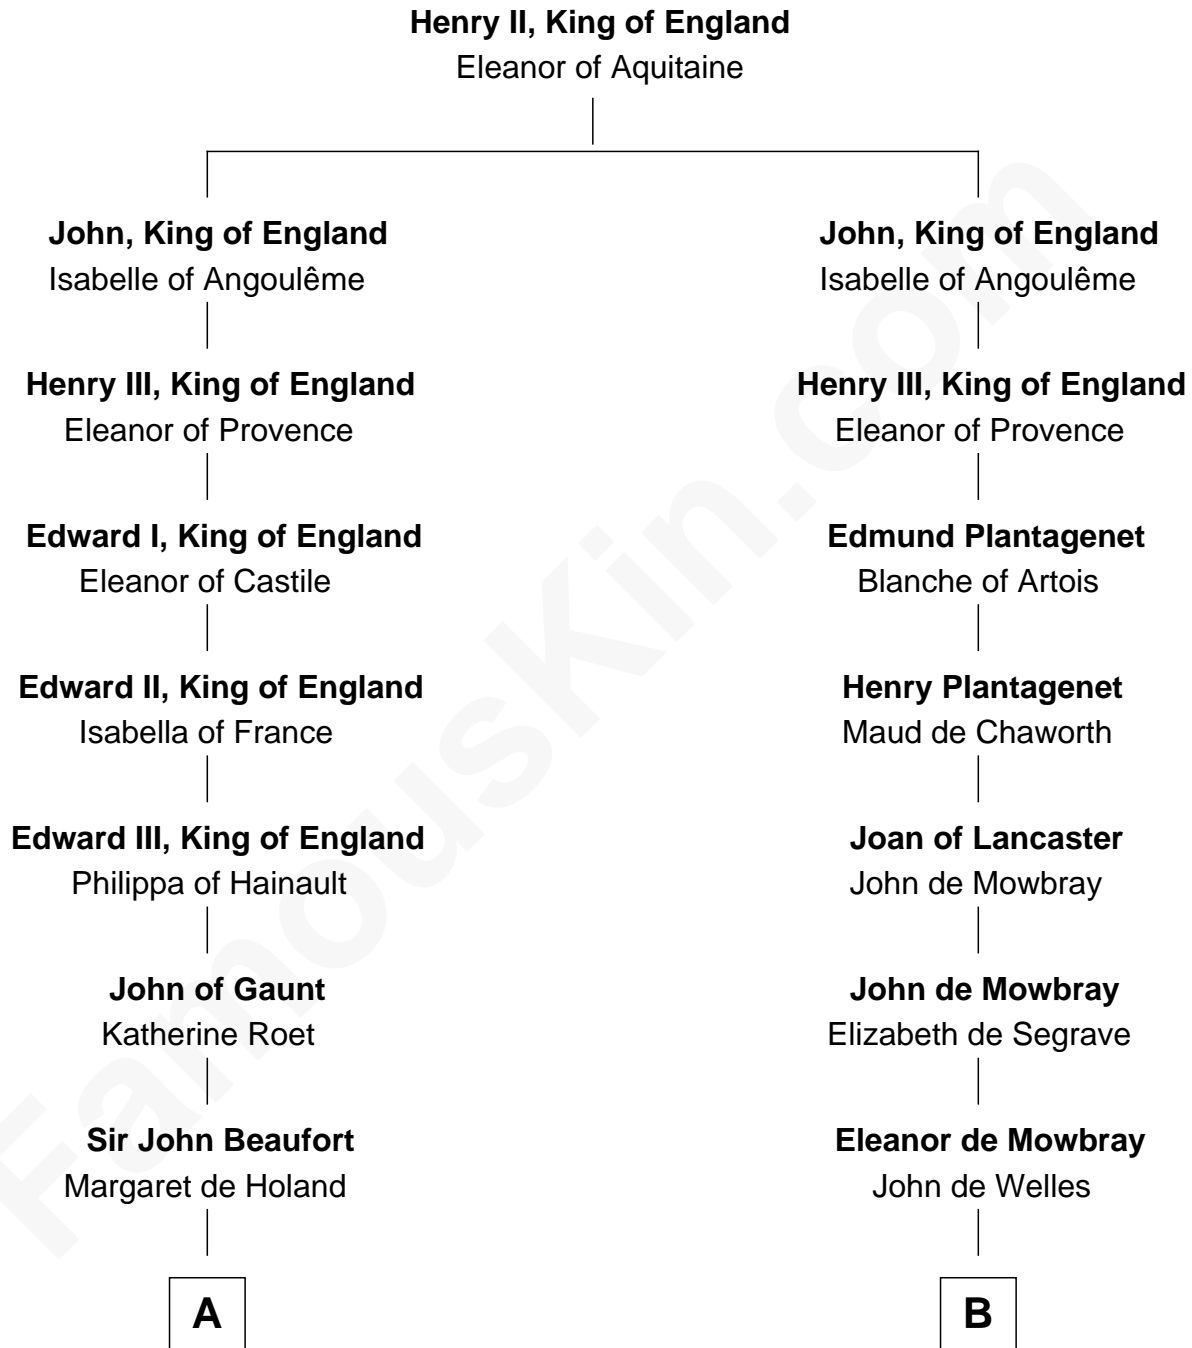 Henry II, King of England
Eleanor of Aquitaine
John, King of England
Isabelle of Angoulême
John, King of England
Isabelle of Angoulême
Henry III, King of England
Eleanor of Provence
Henry III, King of England
Eleanor of Provence
Edward I, King of England
Eleanor of Castile
Edmund Plantagenet
Blanche of Artois
Edward II, King of England
Isabella of France
Henry Plantagenet
Maud de Chaworth
Edward III, King of England
Philippa of Hainault
Joan of Lancaster
John de Mowbray
John of Gaunt
Katherine Roet
John de Mowbray
Elizabeth de Segrave
Sir John Beaufort
Margaret de Holand
Eleanor de Mowbray
John de Welles
A
B
FamousKin.com